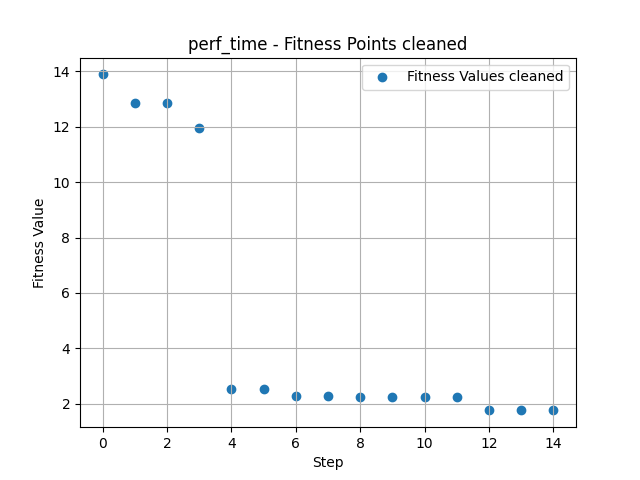 perf_time - Fitness Points cleaned
Fitness Values cleaned
Fitness Value
14
12
10
8
6
4
2
0 2 4 6 8 10 12 14
Step